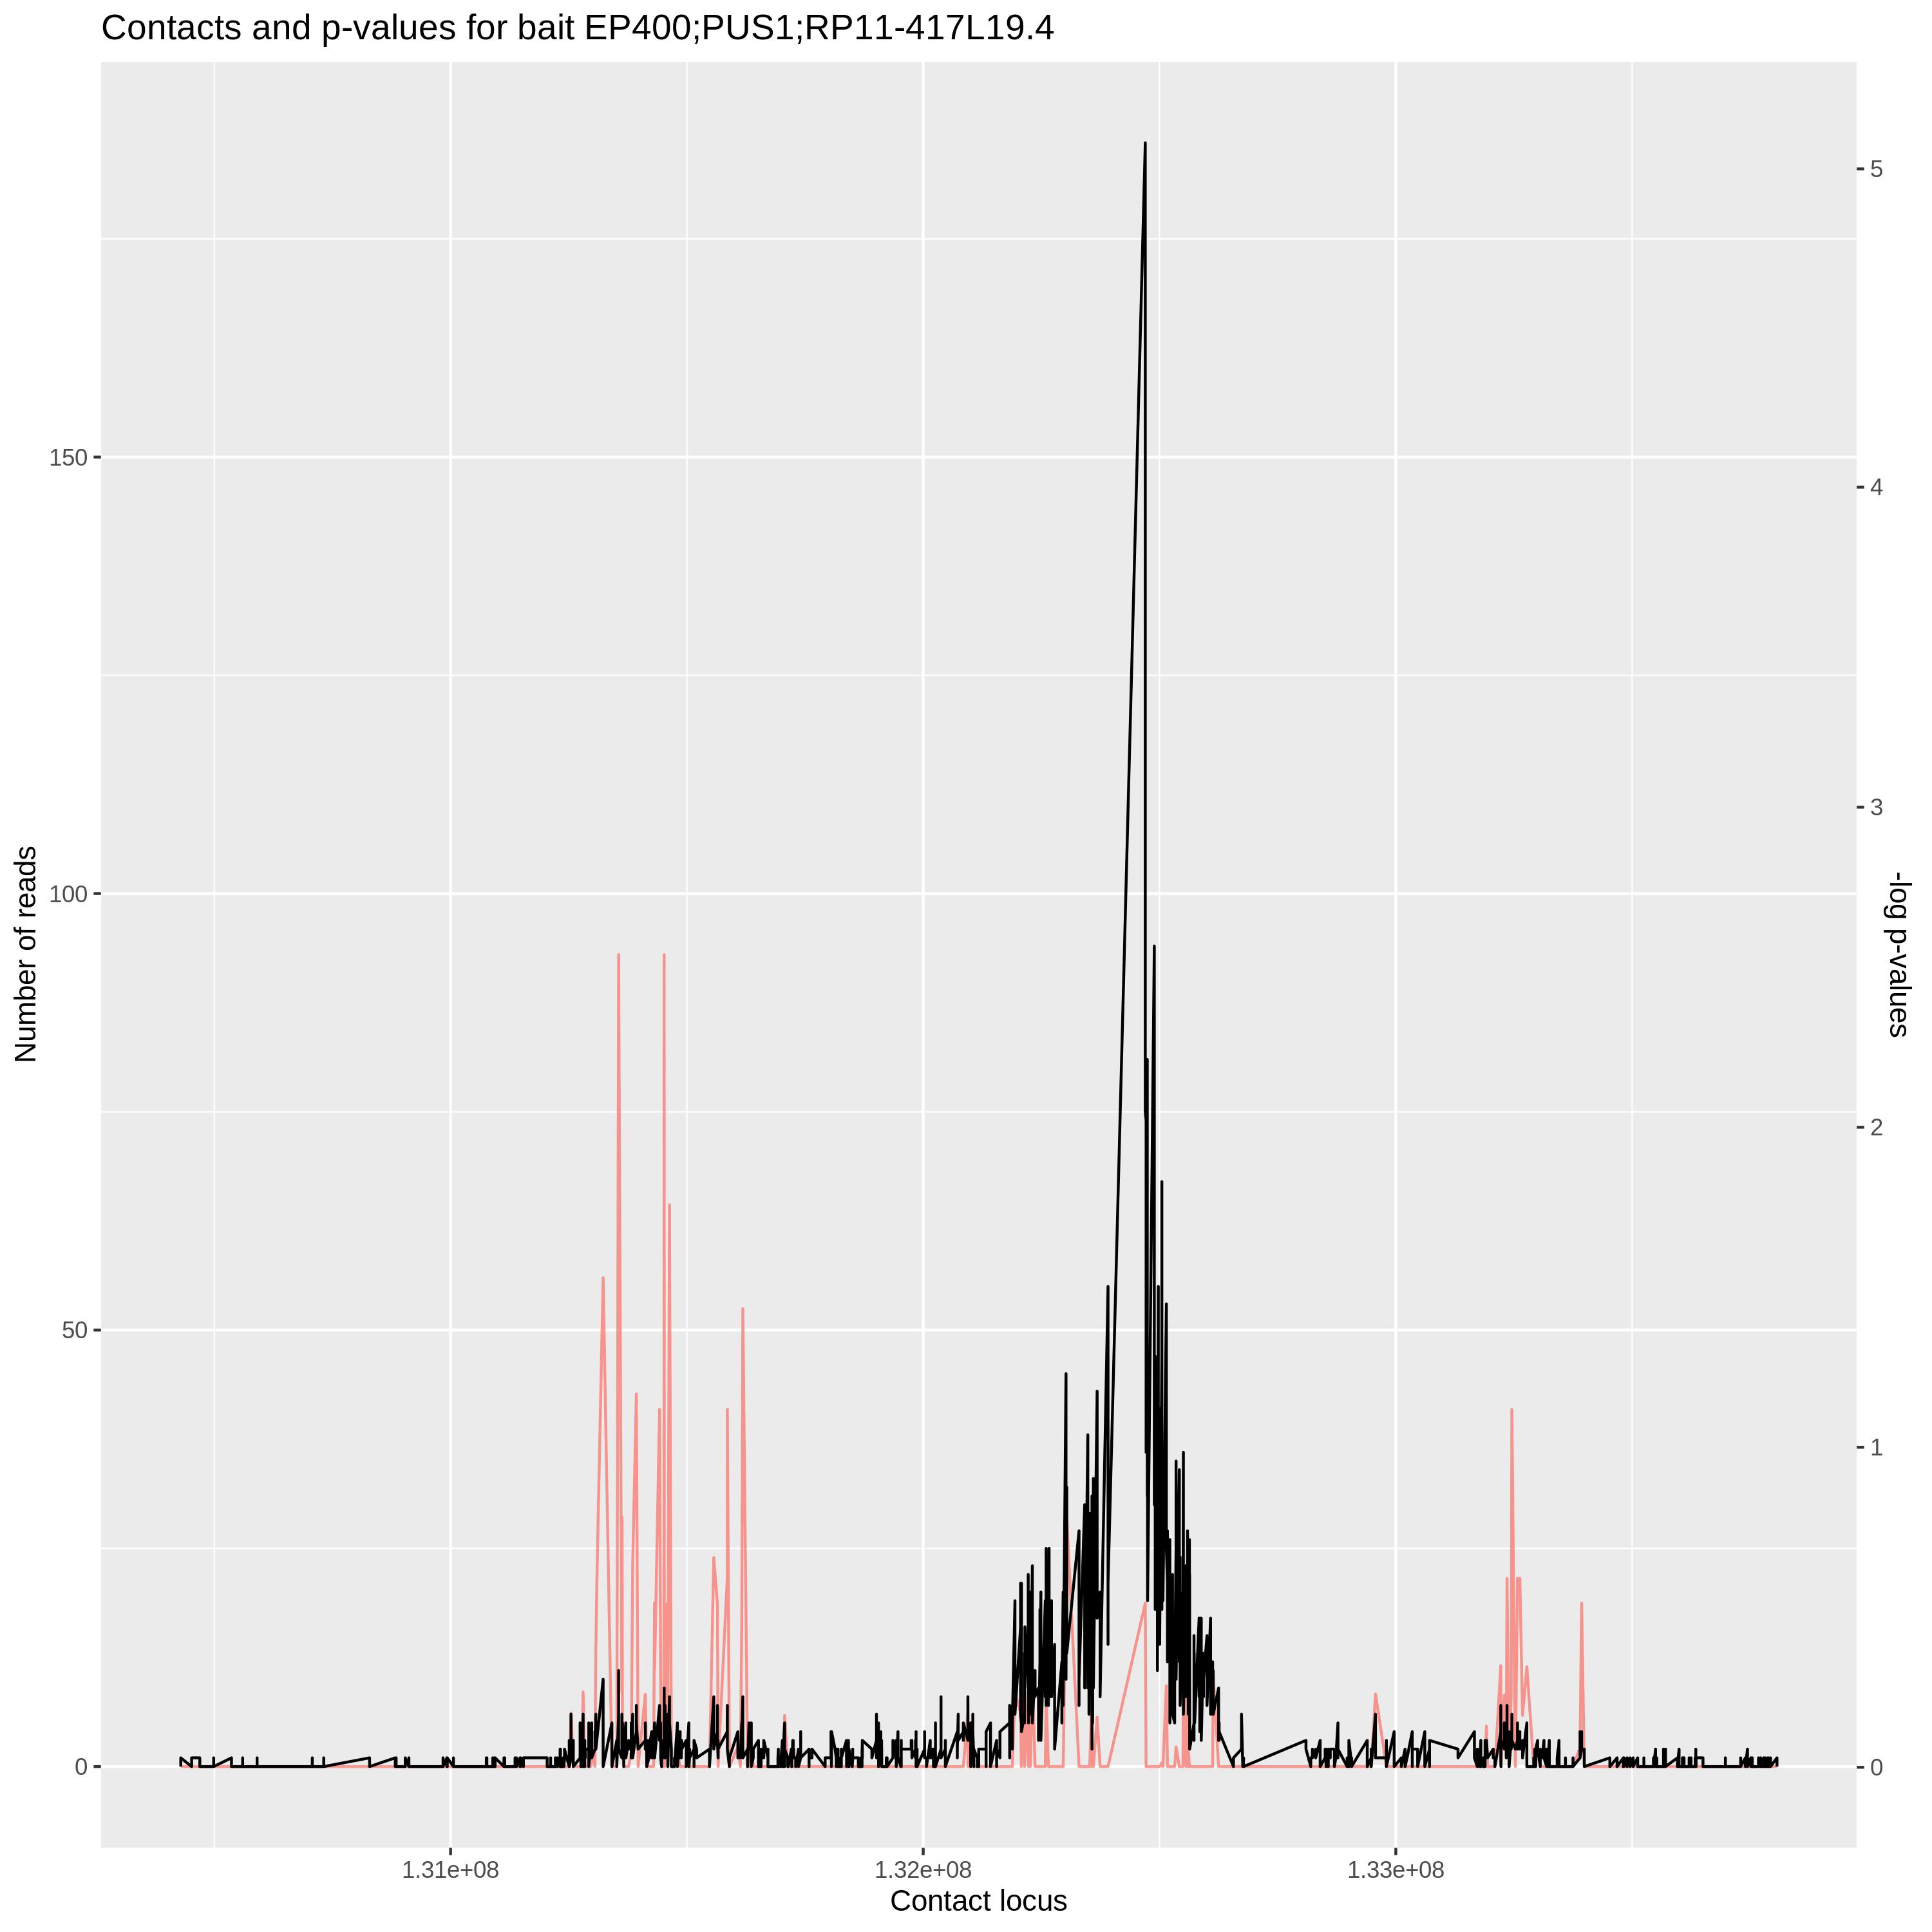 Contacts and p-values for bait EP400;PUS1;RP11-417L19.4
Number of reads
150
100
50
0
5
4
3
2
1
0
-log p-values
1.31e+08
1.32e+08
1.33e+08
Contact locus